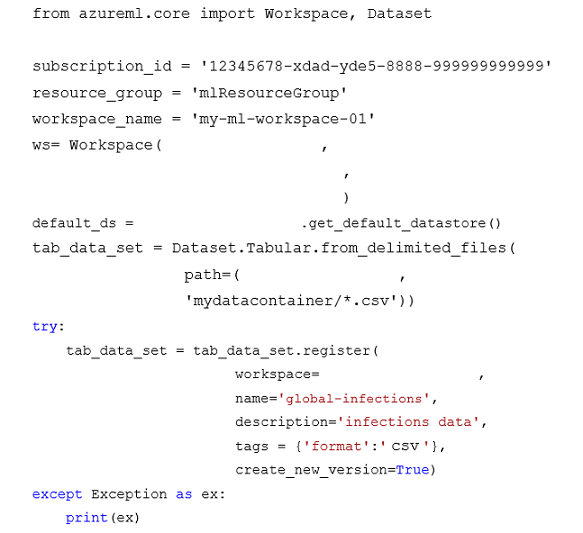 from azureml.core import Workspace, Dataset
subscription_id = '12345678-xdad-yde5-8888-999999999999'
resource_group = 'mlResourceGroup'
workspace_name = 'my-ml-workspace-01'
ws= Workspace( ,
,
)
default_ds = .get_default_datastore()
tab_data_set = Dataset.Tabular.from_delimited_files(
path=( ,
'mydatacontainer/*.csv'))
try:
tab_data_set = tab_data_set.register(
workspace= ,
name='global-infections',
description='infections data',
tags = {'format':'csv'},
create_new_version=True)
except Exception as ex:
print(ex)